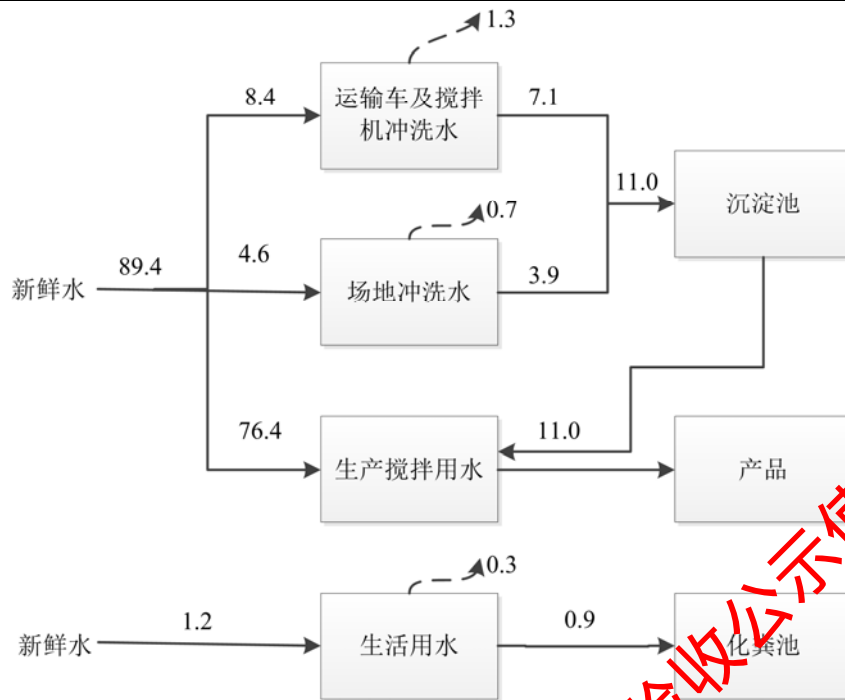 1.3
8.4
运输车及搅拌
机冲洗水
7.1
11.0
沉淀池
0.7
新鲜水
89.4
4.6
场地冲洗水
3.9
76.4
生产搅拌用水
11.0
产品
0.3
新鲜水
1.2
生活用水
0.9
化粪池
验收公示使